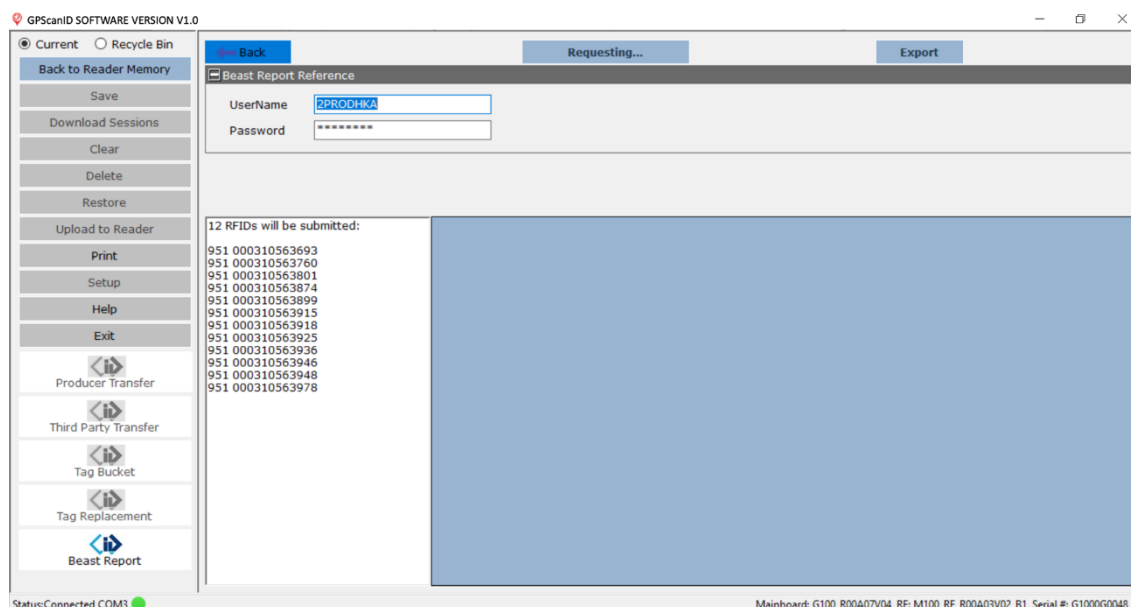 GPScanID SOFTWARE VERSION V1.0
Current Recycle Bin
Back to Reader Memory
Save
Download Sessions
Clear
Delete
Restore
Upload to Reader
Print
Setup
Help
Exit
Producer Transfer
Third Party Transfer
Tag Bucket
Tag Replacement
Beast Report
Back Requesting... Export
Beast Report Reference
UserName 2PRODHKA
Password ********
12 RFIDs will be submitted:
951 000310563693
951 000310563760
951 000310563801
951 000310563874
951 000310563899
951 000310563915
951 000310563918
951 000310563925
951 000310563936
951 000310563946
951 000310563948
951 000310563978
Status:Connected COM3 Mainboard: G100_R00A07V04 RF: M100_RF_R00A03V02_B1 Serial #: G1000G0048